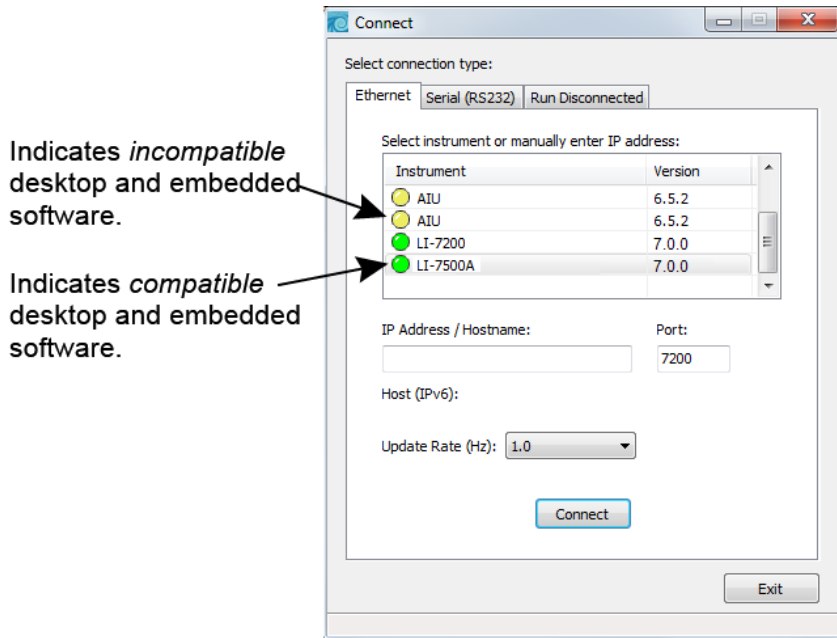 Connect
Select connection type:
Ethernet Serial (RS232) Run Disconnected
Select instrument or manually enter IP address:
Instrument Version
AIU 6.5.2
AIU 6.5.2
LI-7200 7.0.0
LI-7500A 7.0.0
Indicates incompatible
desktop and embedded
software.
Indicates compatible
desktop and embedded
software.
IP Address / Hostname: Port:
7200
Host (IPv6):
Update Rate (Hz): 1.0
Connect
Exit